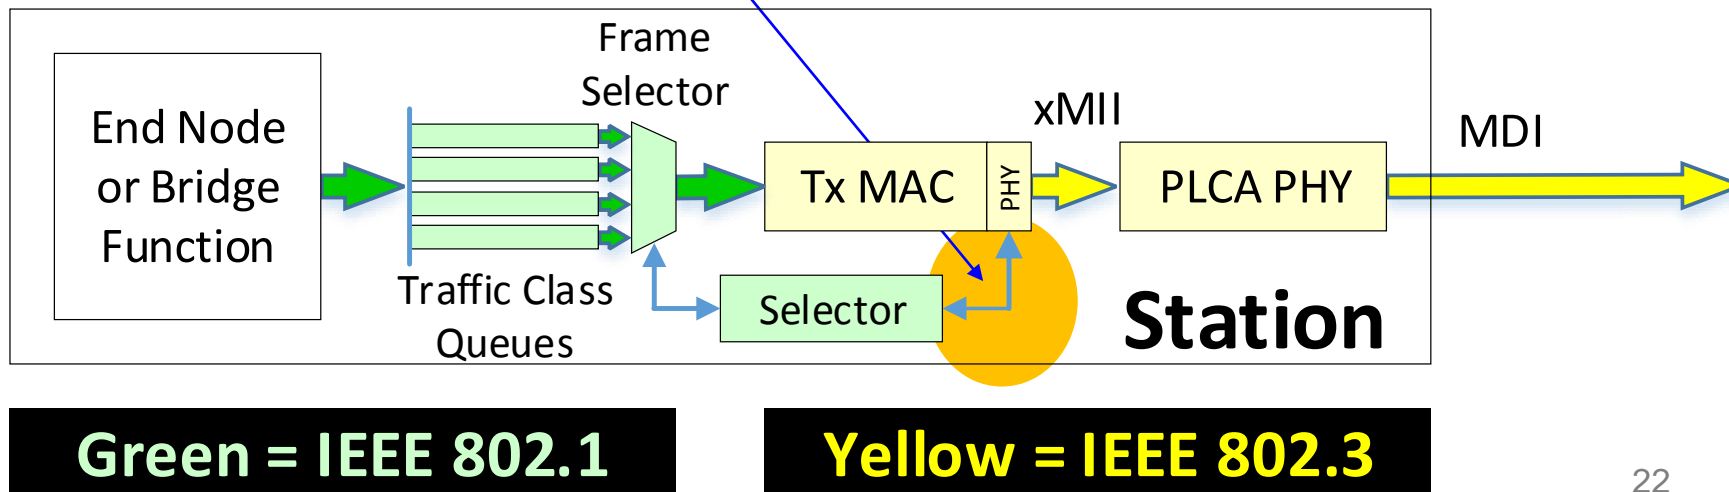 Frame
Selector
End Node
or Bridge
Function
xMII
MDI
Tx MAC
PHY
PLCA PHY
Traffic Class
Queues
Selector
Station
Green = IEEE 802.1
Yellow = IEEE 802.3
22